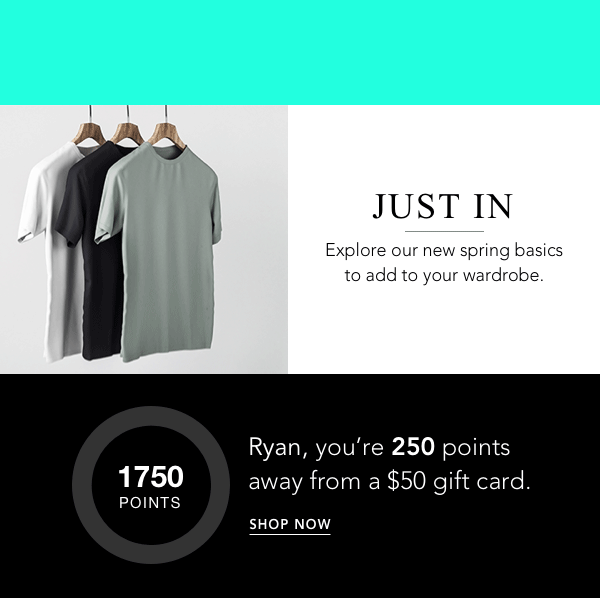 JUST IN
Explore our new spring basics
to add to your wardrobe.
1750
POINTS
Ryan, you’re 250 points
away from a $50 gift card.
SHOP NOW